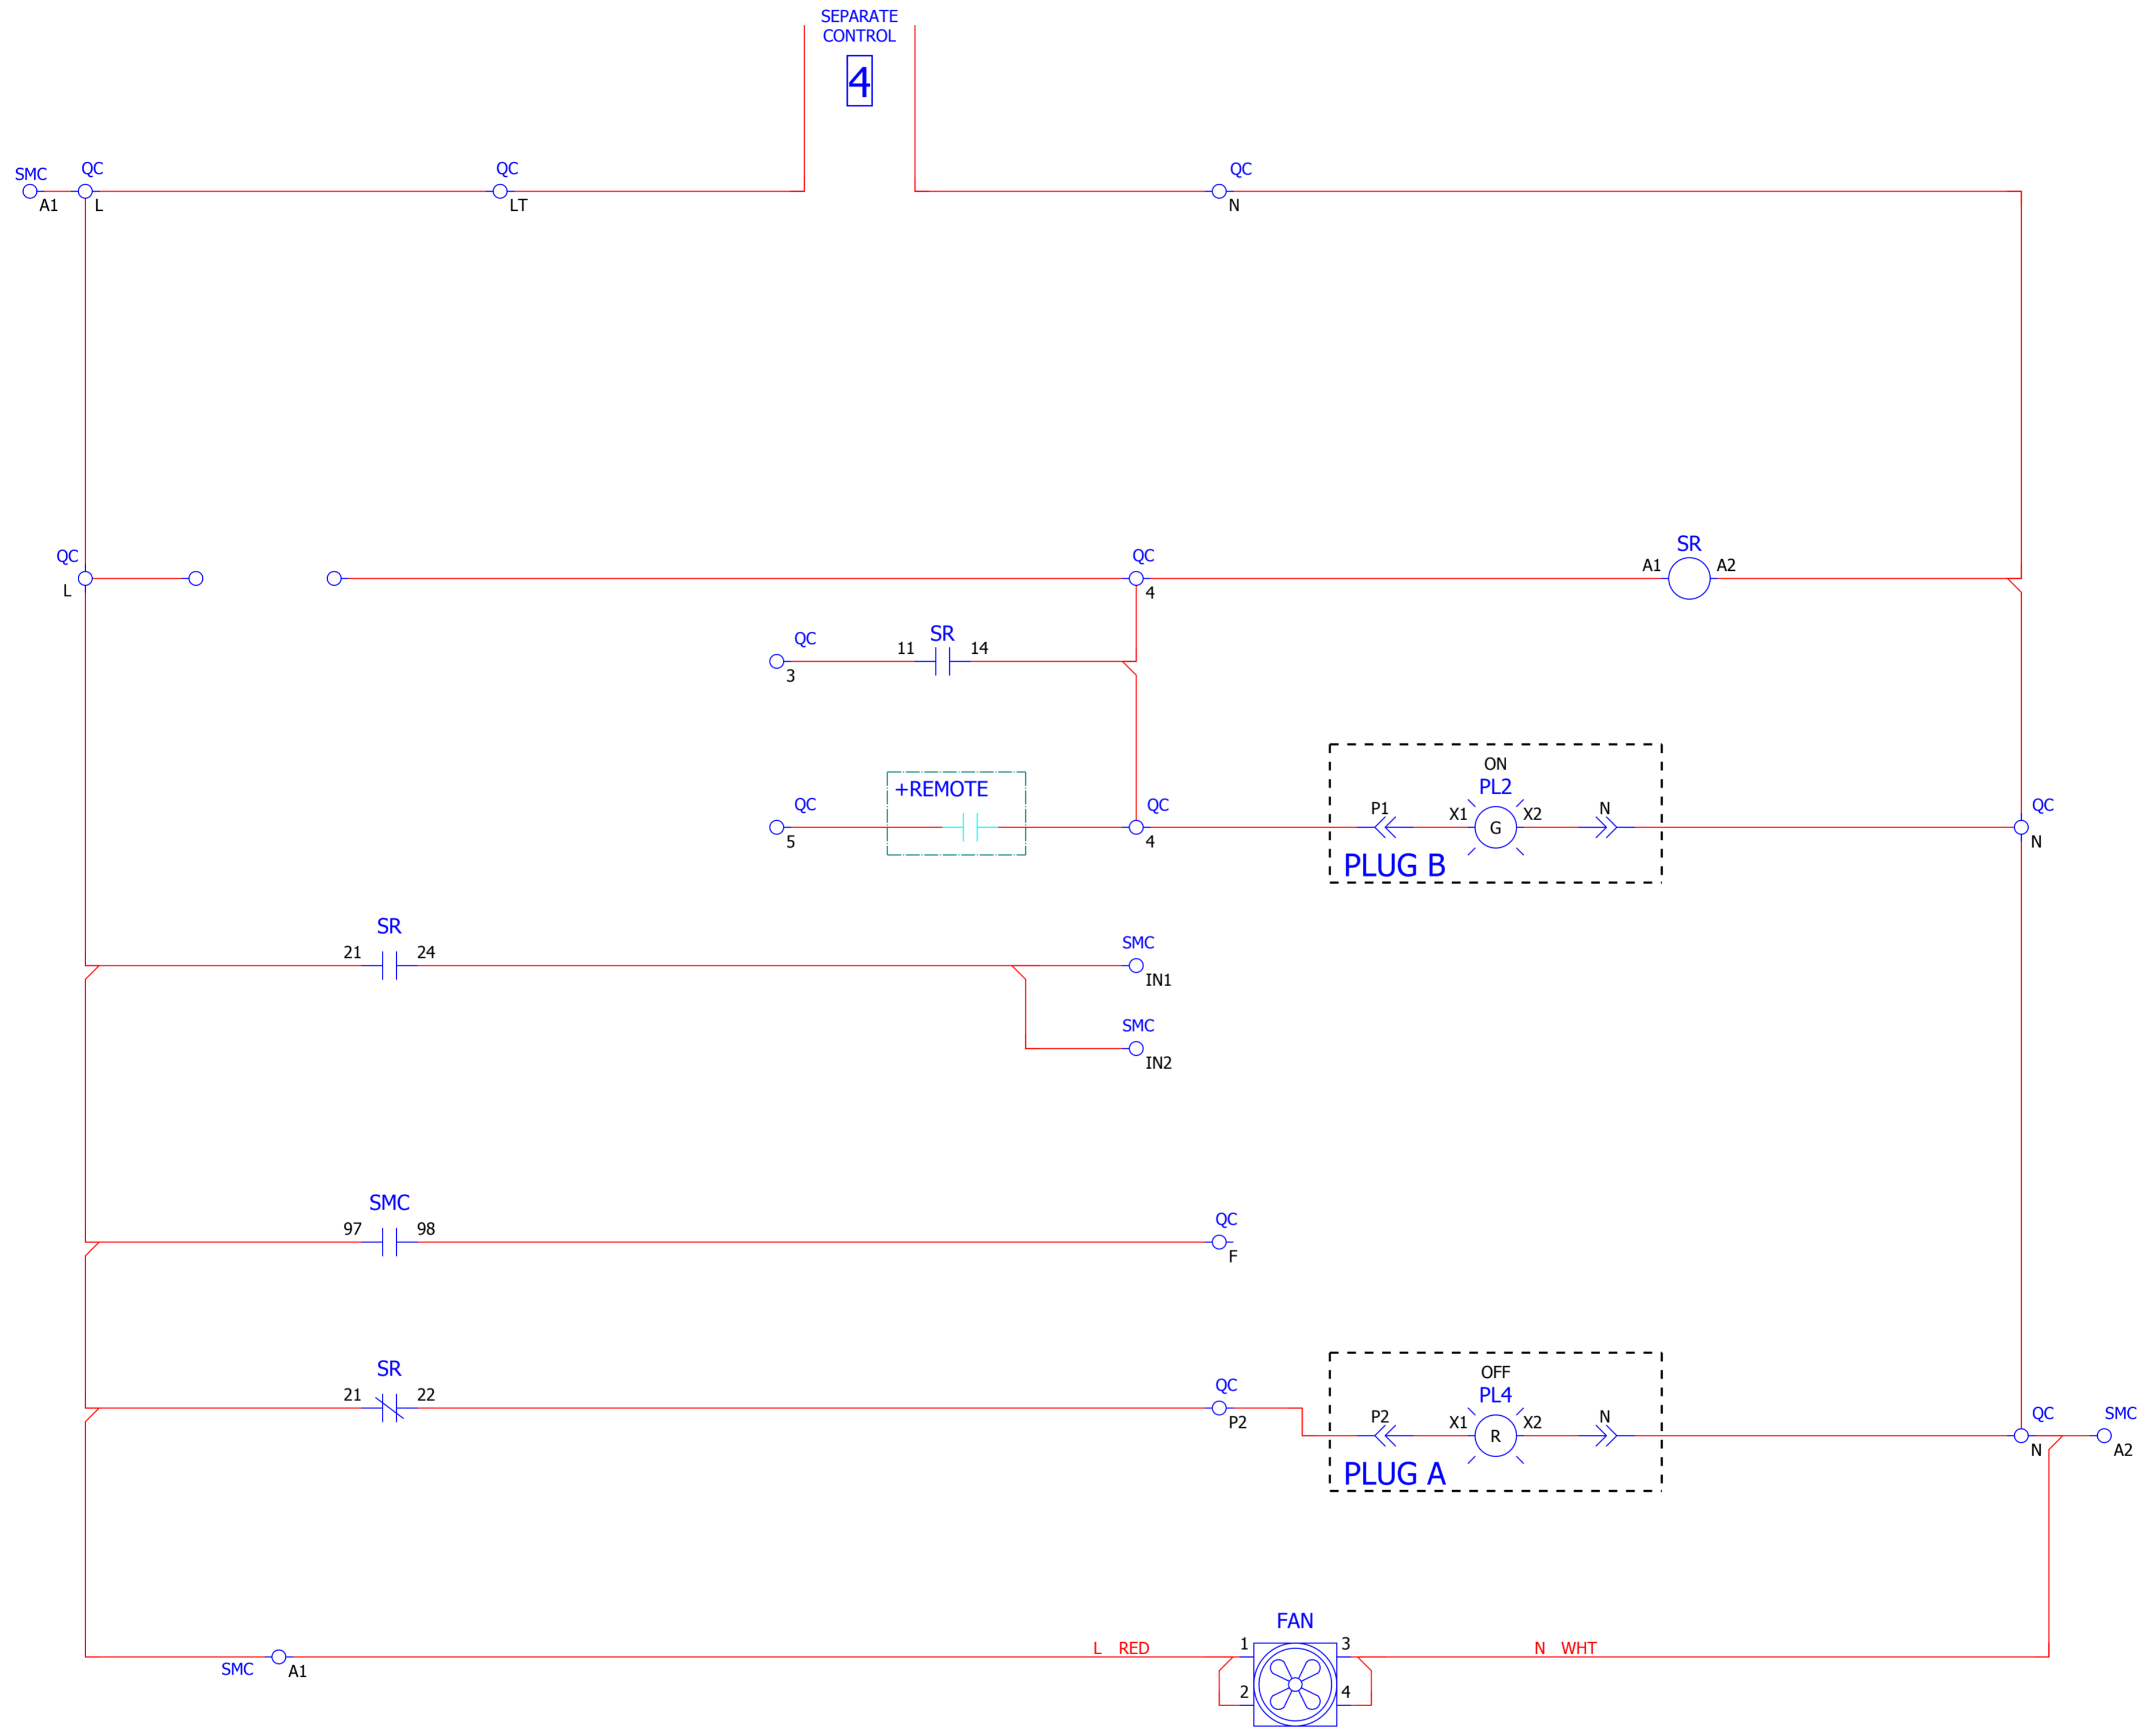 SEPARATE
CONTROL
4
SMC
A1
QC
L
QC
LT
QC
N
QC
L
QC
4
SR
A1
A2
QC
3
SR
11
14
QC
5
+REMOTE
QC
4
ON
PL2
P1
X1
G
X2
N
PLUG B
QC
N
SR
21
24
SMC
IN1
SMC
IN2
SMC
97
98
QC
F
SR
21
22
QC
P2
OFF
PL4
P2
X1
R
X2
N
PLUG A
QC
N
SMC
A2
SMC
A1
L RED
FAN
1
2
3
4
N WHT